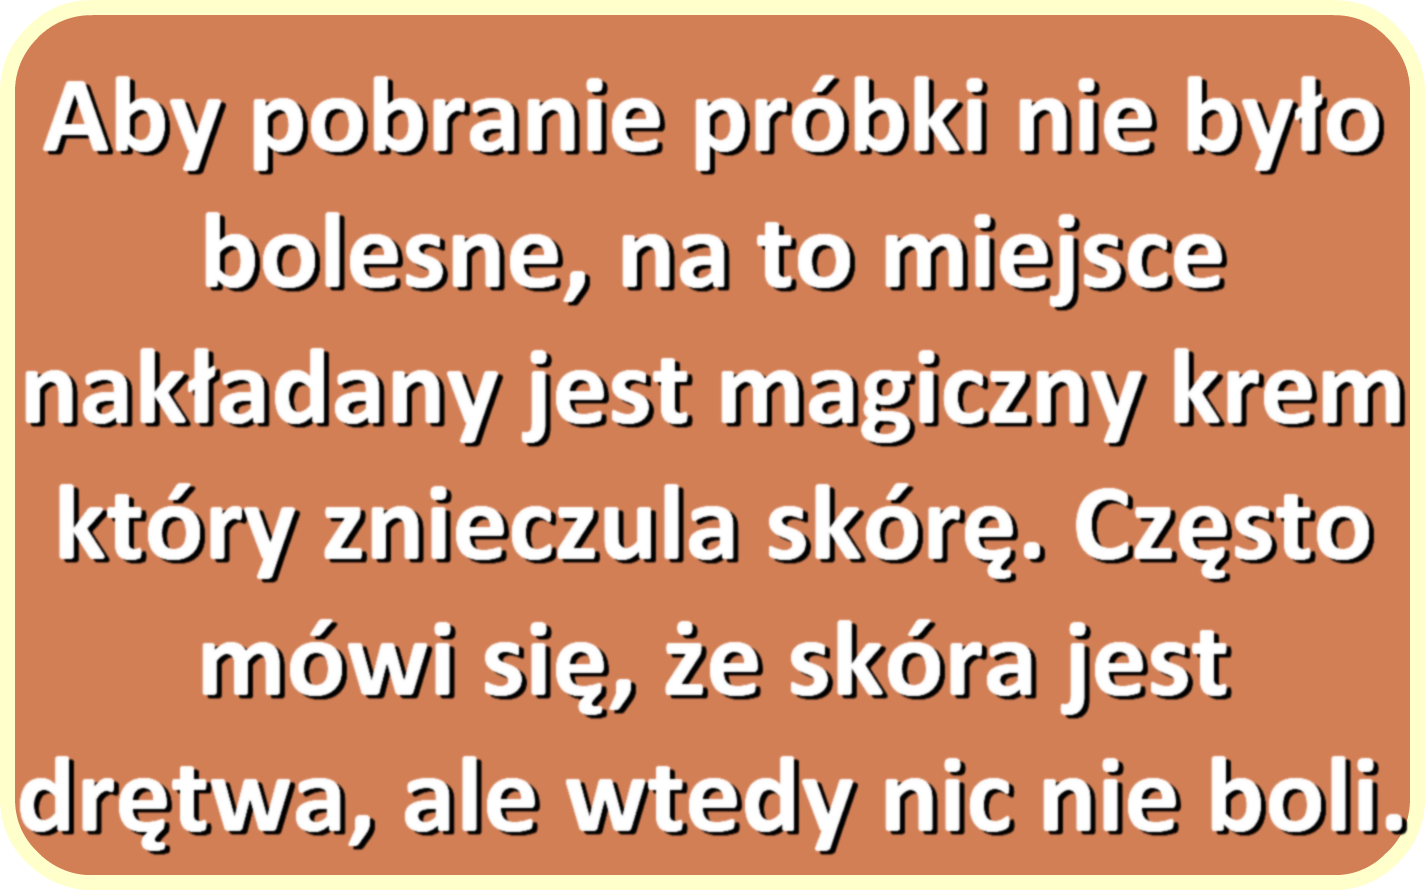 Aby pobranie próbki nie było
bolesne, na to miejsce
nakładany jest magiczny krem
który znieczula skórę. Często
mówi się, że skóra jest
drętwa, ale wtedy nic nie boli.